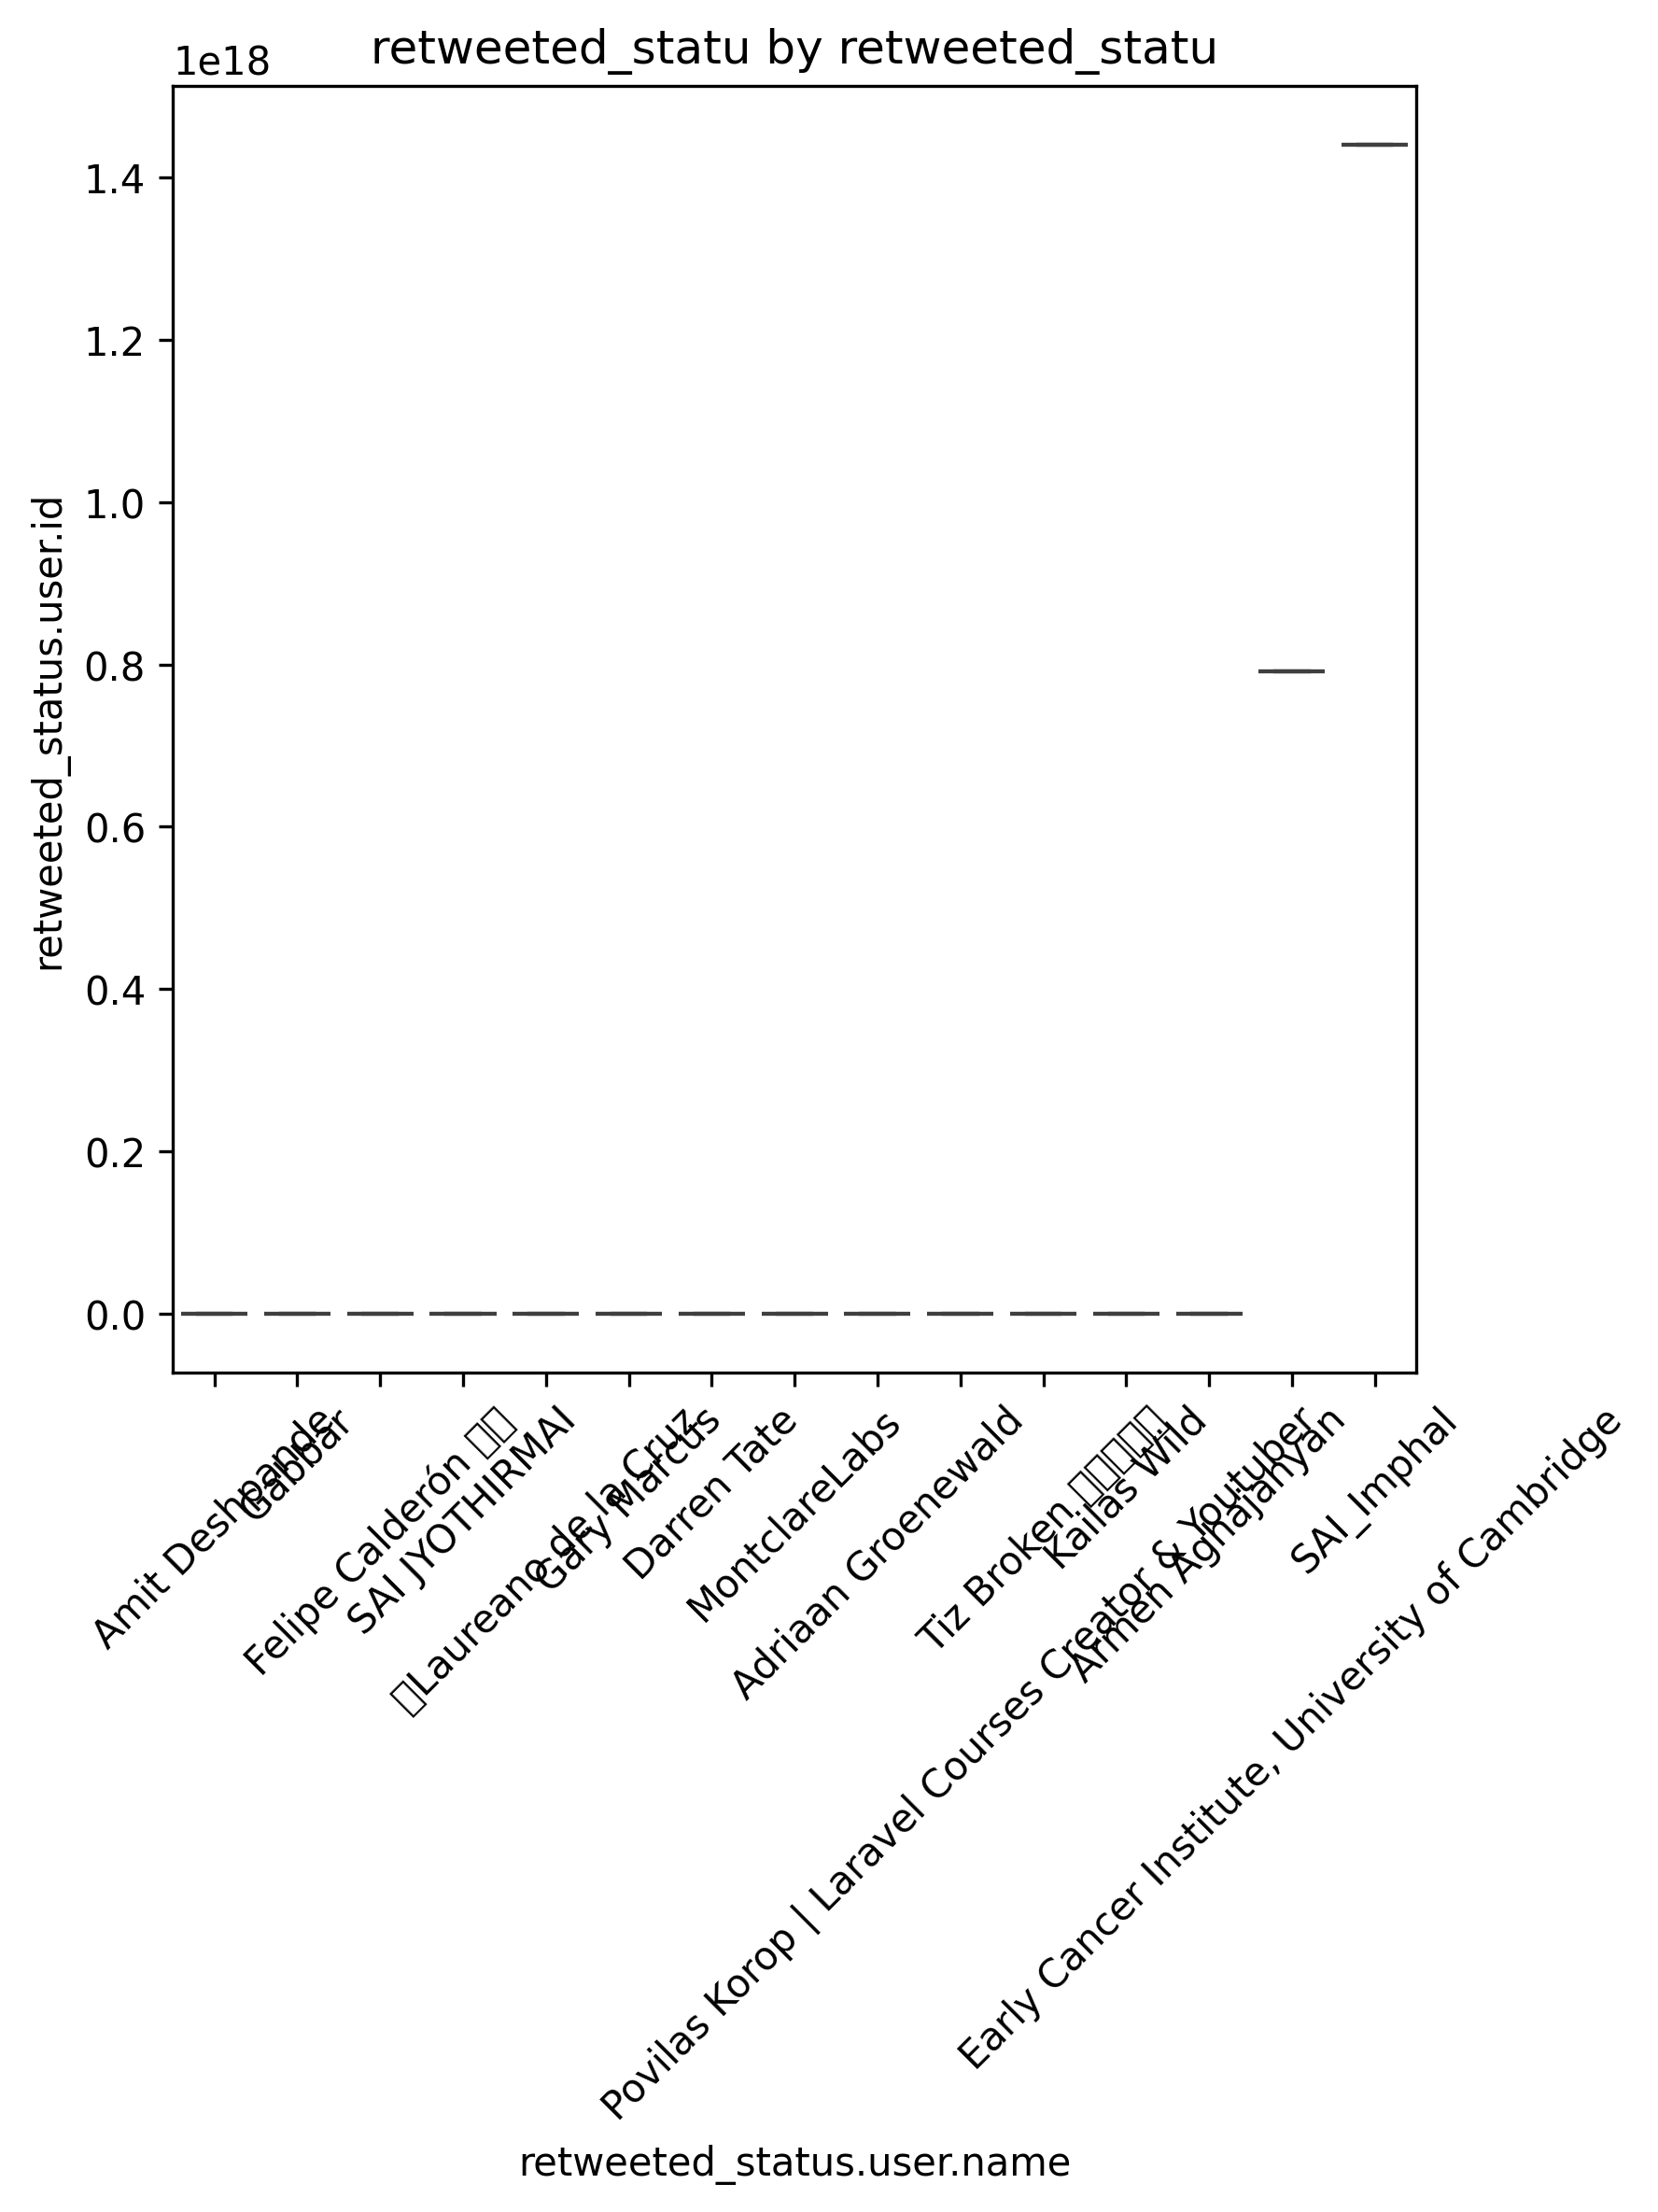 retweeted_statu by retweeted_statu
1e18
1.4
1.2
1.0
0.8
0.6
0.4
0.2
0.0
retweeted_status.user.id
Amit Deshpande
Gabbar
Felipe Calderón
SAI JYOTHIRMAI
Laureano de la Cruz
Gary Marcus
Darren Tate
MontclareLabs
Adriaan Groenewald
Povilas Korop | Laravel Courses Creator & Youtuber
Tiz Broken.
Kailas Wild
Armen Aghajanyan
Early Cancer Institute, University of Cambridge
SAI_Imphal
retweeted_status.user.name